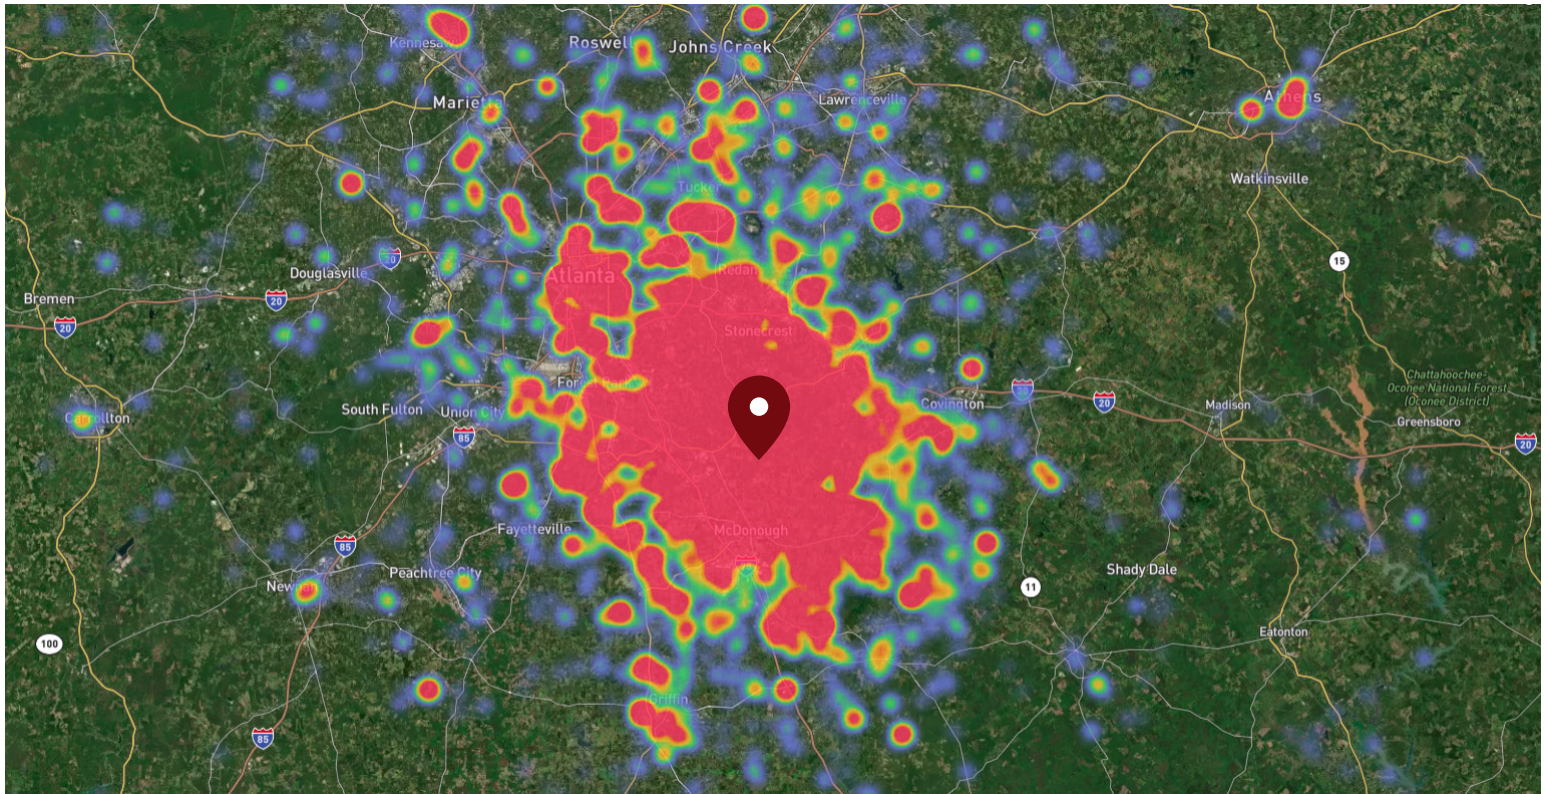 Kennesaw
Roswell
Johns Creek
Marietta
Lawrenceville
Athens
Tucker
Watkinsville
20
15
Douglasville
Atlanta
Redan
Bremen
20
20
Stonecrest
Forest Park
20
Chattahoochee-
Oconee National Forest
(Oconee District)
South Fulton
Union City
Covington
20
Madison
Carrollton
Greensboro
85
20
Fayetteville
McDonough
85
Peachtree City
Shady Dale
11
100
Eatonton
Griffin
85